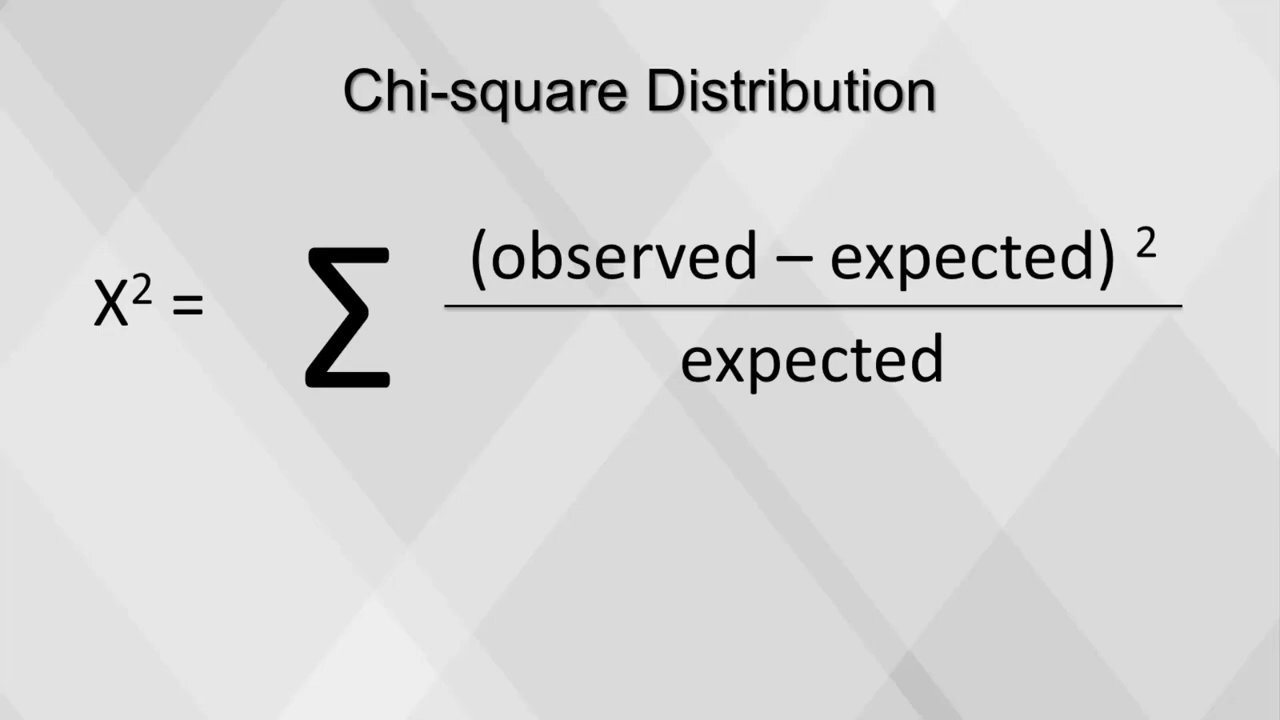 Chi-square Distribution
X² = Σ (observed – expected) ²
expected